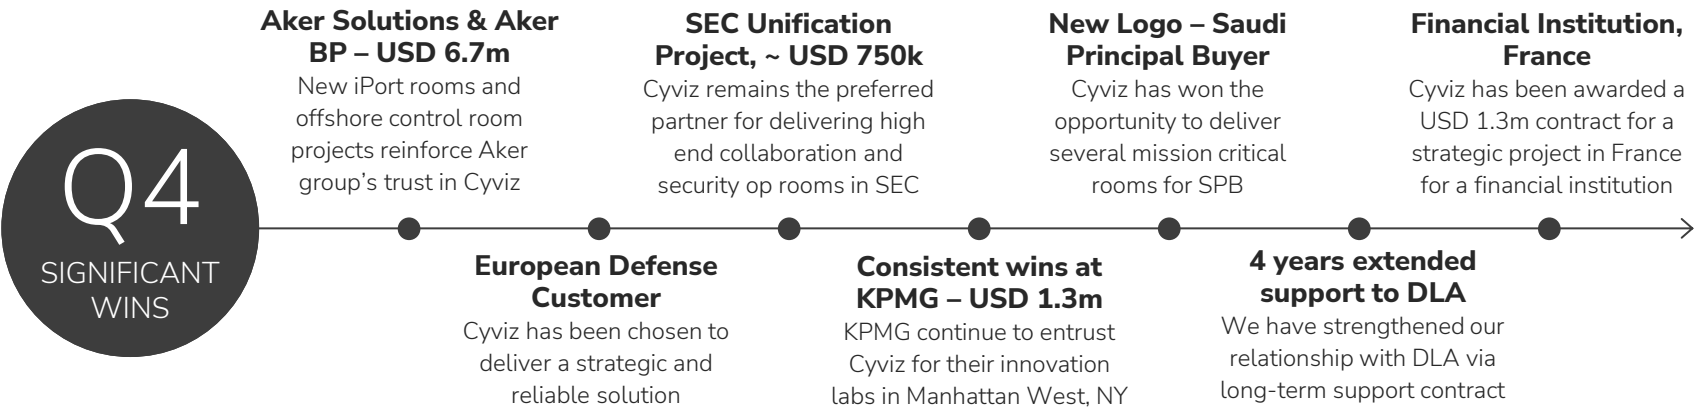 Q4
SIGNIFICANT
WINS
Aker Solutions & Aker
BP – USD 6.7m
New iPort rooms and
offshore control room
projects reinforce Aker
group’s trust in Cyviz
European Defense
Customer
Cyviz has been chosen to
deliver a strategic and
reliable solution
SEC Unification
Project, ~ USD 750k
Cyviz remains the preferred
partner for delivering high
end collaboration and
security op rooms in SEC
Consistent wins at
KPMG – USD 1.3m
KPMG continue to entrust
Cyviz for their innovation
labs in Manhattan West, NY
New Logo – Saudi
Principal Buyer
Cyviz has won the
opportunity to deliver
several mission critical
rooms for SPB
4 years extended
support to DLA
We have strengthened our
relationship with DLA via
long-term support contract
Financial Institution,
France
Cyviz has been awarded a
USD 1.3m contract for a
strategic project in France
for a financial institution